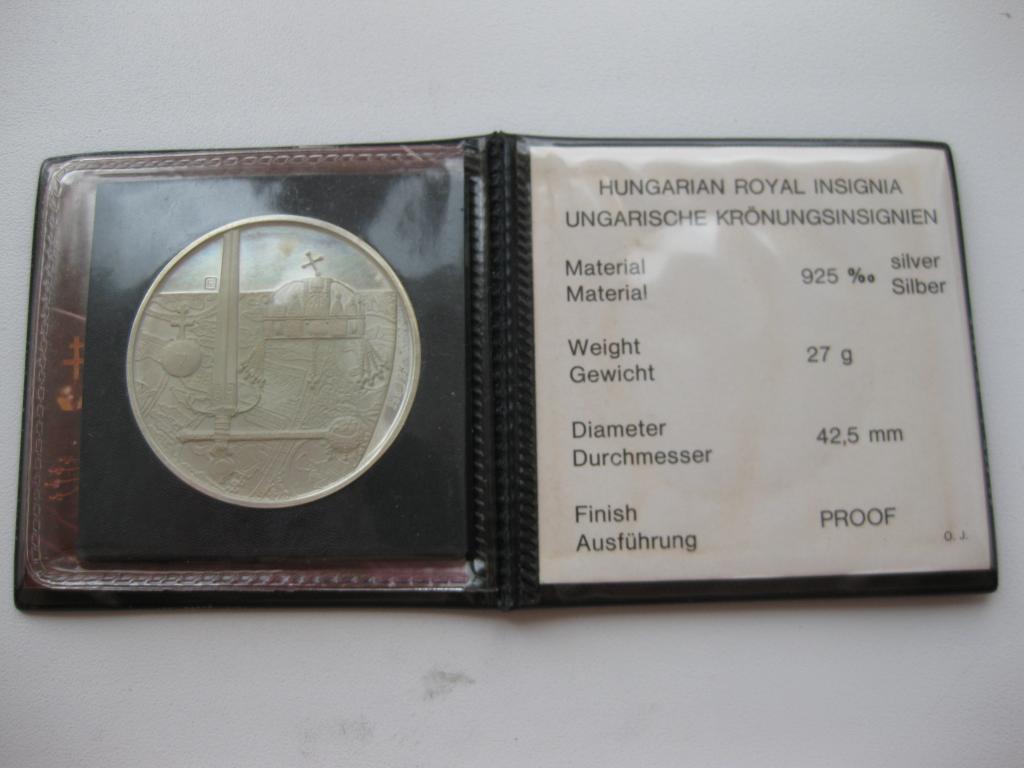 HUNGARIAN ROYAL INSIGNIA
UNGARISCHE KRÖNUNGSINSIGNIEN
Material 925 ‰ silver
Material Silber
Weight 27 g
Gewicht
Diameter 42,5 mm
Durchmesser
Finish PROOF
Ausführung
O. J.